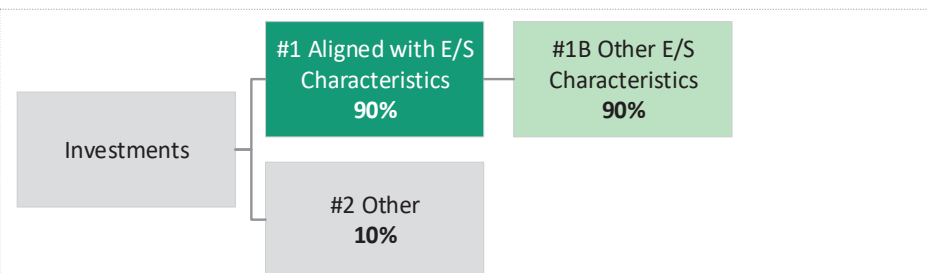 #1 Aligned with E/S
Characteristics
90%
#1B Other E/S
Characteristics
90%
Investments
#2 Other
10%